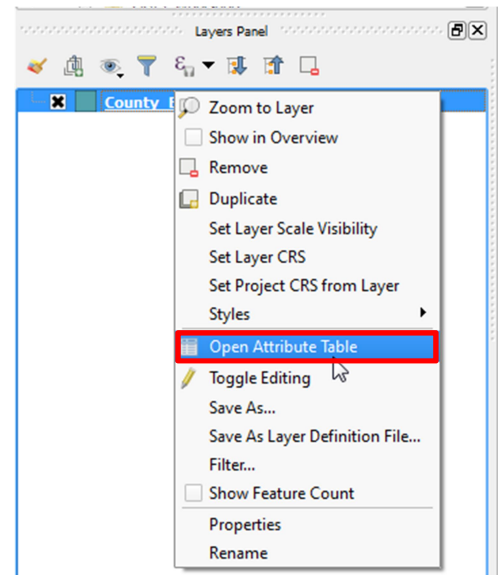 Layers Panel
County
Zoom to Layer
Show in Overview
Remove
Duplicate
Set Layer Scale Visibility
Set Layer CRS
Set Project CRS from Layer
Styles
Open Attribute Table
Toggle Editing
Save As...
Save As Layer Definition File...
Filter...
Show Feature Count
Properties
Rename